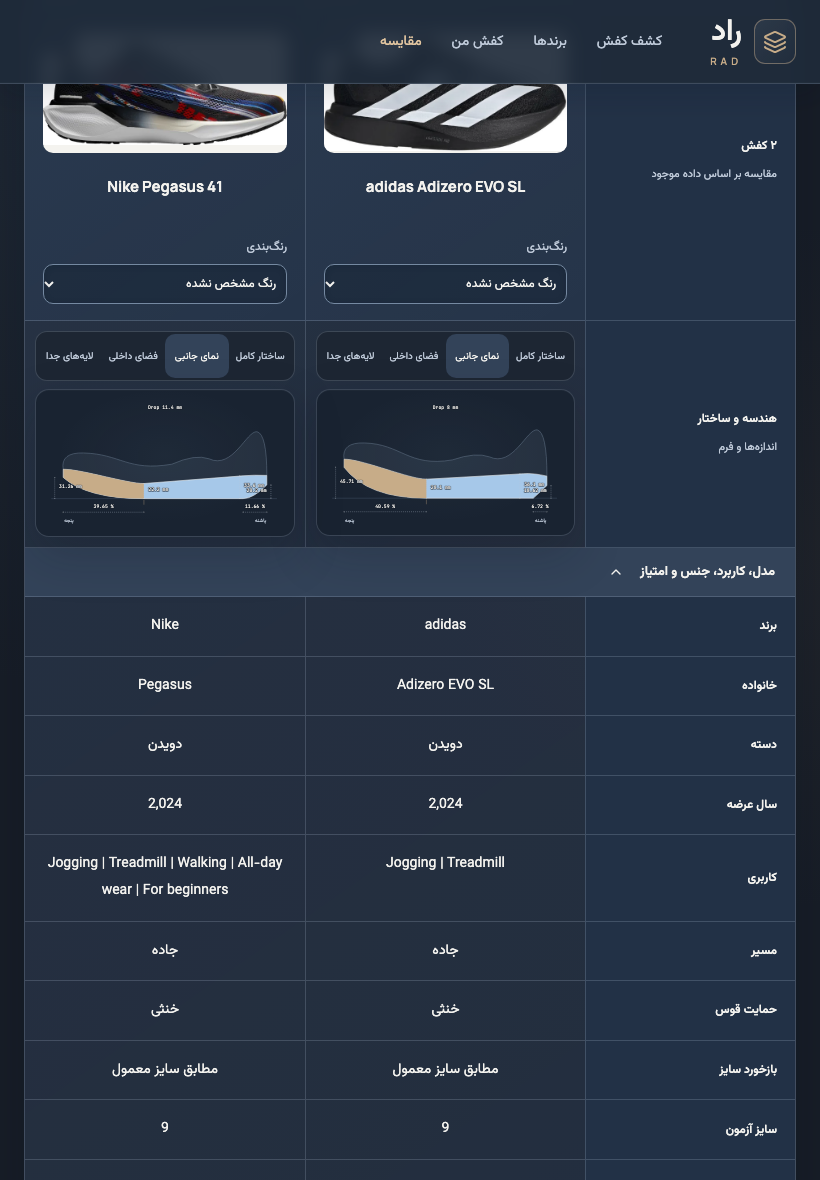 راد
RAD
کشف کفش
برندها
کفش من
مقایسه
۲ کفش
مقایسه بر اساس داده موجود
adidas Adizero EVO SL
Nike Pegasus 41
رنگ‌بندی
رنگ مشخص نشده
رنگ‌بندی
رنگ مشخص نشده
هندسه و ساختار
اندازه‌ها و فرم
ساختار کامل
نمای جانبی
فضای داخلی
لایه‌های جدا
Drop 8 mm
45.71
40.59 %
6.72 %
پنجه
پاشنه
ساختار کامل
نمای جانبی
فضای داخلی
لایه‌های جدا
Drop 11.4 mm
39.65 %
11.66 %
پنجه
پاشنه
مدل، کاربرد، جنس و امتیاز
برند
adidas
Nike
خانواده
Adizero EVO SL
Pegasus
دسته
دویدن
دویدن
سال عرضه
2,024
2,024
کاربری
Jogging | Treadmill
Jogging | Treadmill | Walking | All-day
wear | For beginners
مسیر
جاده
جاده
حمایت قوس
خنثی
خنثی
بازخورد سایز
مطابق سایز معمول
مطابق سایز معمول
سایز آزمون
9
9